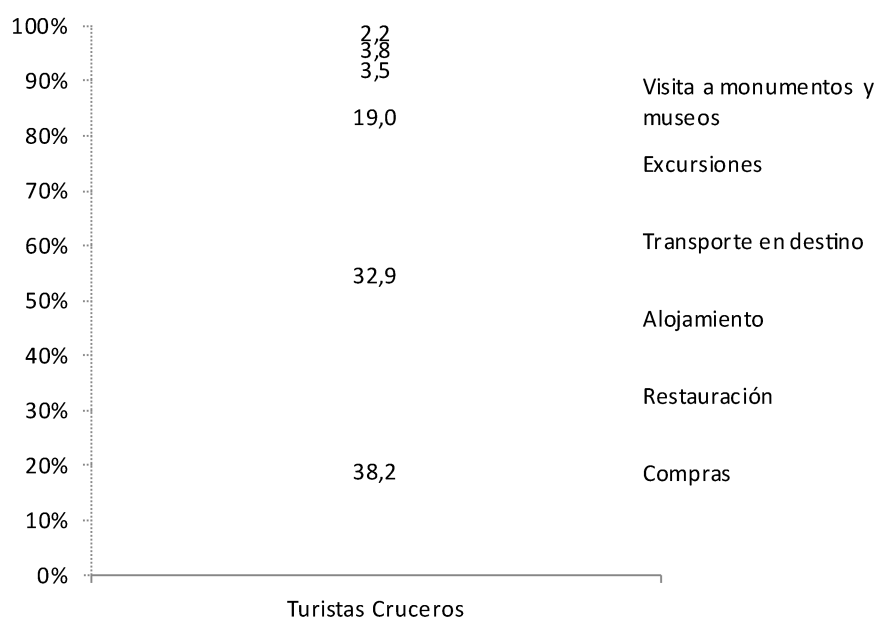 100%
90%
80%
70%
60%
50%
40%
30%
20%
10%
0%
2,2
3,8
3,5
19,0
32,9
38,2
Turistas Cruceros
Visita a monumentos y
museos
Excursiones
Transporte en destino
Alojamiento
Restauración
Compras